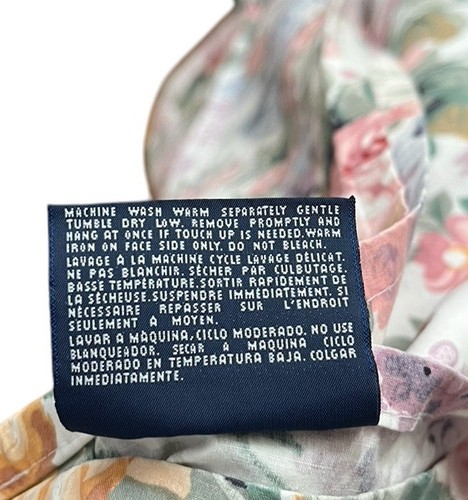 MACHINE WASH WARM SEPARATELY GENTLE
TUMBLE DRY LOW. REMOVE PROMPTLY AND
HANG AT ONCE IF TOUCH UP IS NEEDED.WARM
IRON ON FACE SIDE ONLY. DO NOT BLEACH.
LAVAGE À LA MACHINE CYCLE LAVAGE DÉLICAT.
NE PAS BLANCHIR. SÉCHER PAR CULBUTAGE.
BASSE TEMPÉRATURE.SORTIR RAPIDEMENT DE
LA SÉCHEUSE.SUSPENDRE IMMÉDIATEMENT. SI
NÉCESSAIRE REPASSER SUR L'ENDROIT
SEULEMENT A MOYEN.
LAVAR A MÀQUINA, CICLO MODERADO. NO USE
BLANQUEADOR. SECAR A MAQUINA CICLO
MODERADO EN TEMPERATURA BAJA. COLGAR
INMEDIATAMENTE.